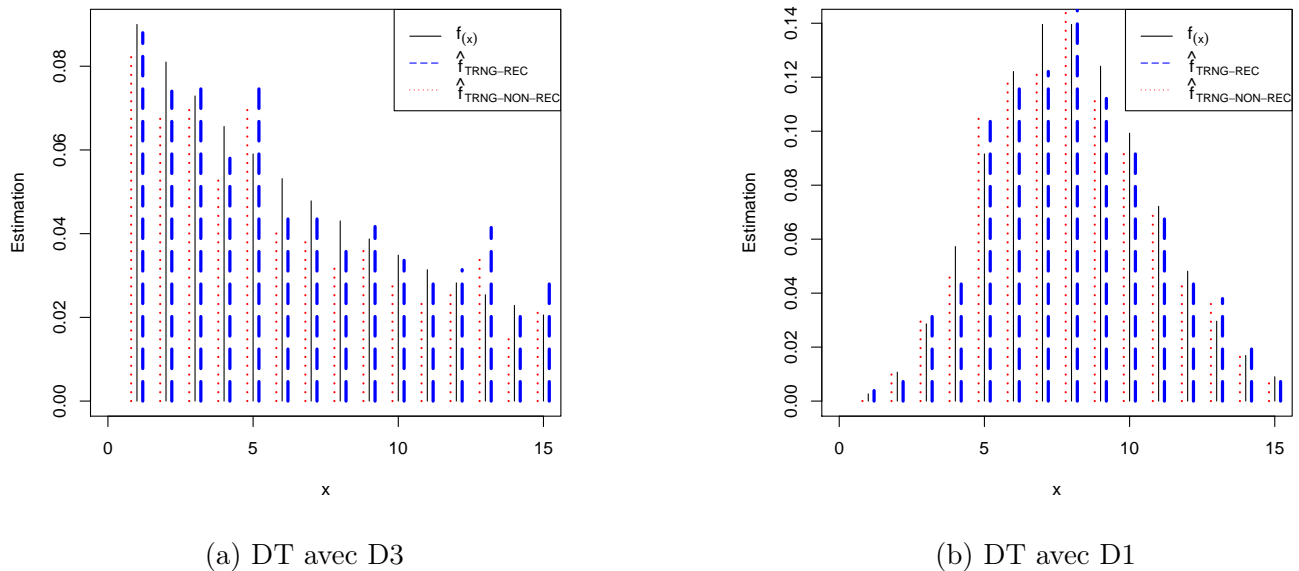 0.00 0.02 0.04 0.06 0.08
Estimation
0 5 10 15
x
f(x)
f̂TRNG−REC
f̂TRNG−NON−REC
(a) DT avec D3
0.00 0.02 0.04 0.06 0.08 0.10 0.12 0.14
Estimation
0 5 10 15
x
f(x)
f̂TRNG−REC
f̂TRNG−NON−REC
(b) DT avec D1